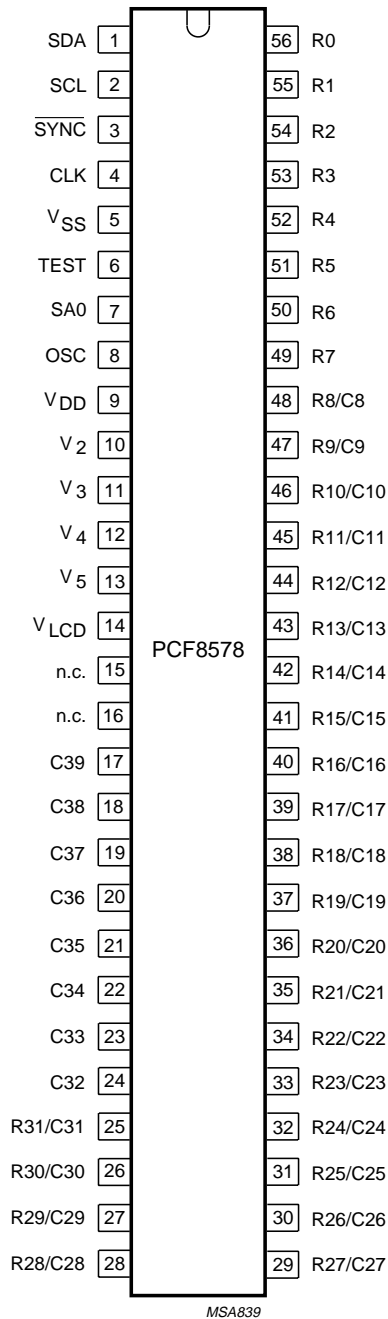 SDA 1 56 R0
SCL 2 55 R1
SYNC 3 54 R2
CLK 4 53 R3
VSS 5 52 R4
TEST 6 51 R5
SA0 7 50 R6
OSC 8 49 R7
VDD 9 48 R8/C8
V2 10 47 R9/C9
V3 11 46 R10/C10
V4 12 45 R11/C11
V5 13 44 R12/C12
VLCD 14 43 R13/C13
PCF8578
n.c. 15 42 R14/C14
n.c. 16 41 R15/C15
C39 17 40 R16/C16
C38 18 39 R17/C17
C37 19 38 R18/C18
C36 20 37 R19/C19
C35 21 36 R20/C20
C34 22 35 R21/C21
C33 23 34 R22/C22
C32 24 33 R23/C23
R31/C31 25 32 R24/C24
R30/C30 26 31 R25/C25
R29/C29 27 30 R26/C26
R28/C28 28 29 R27/C27
MSA839